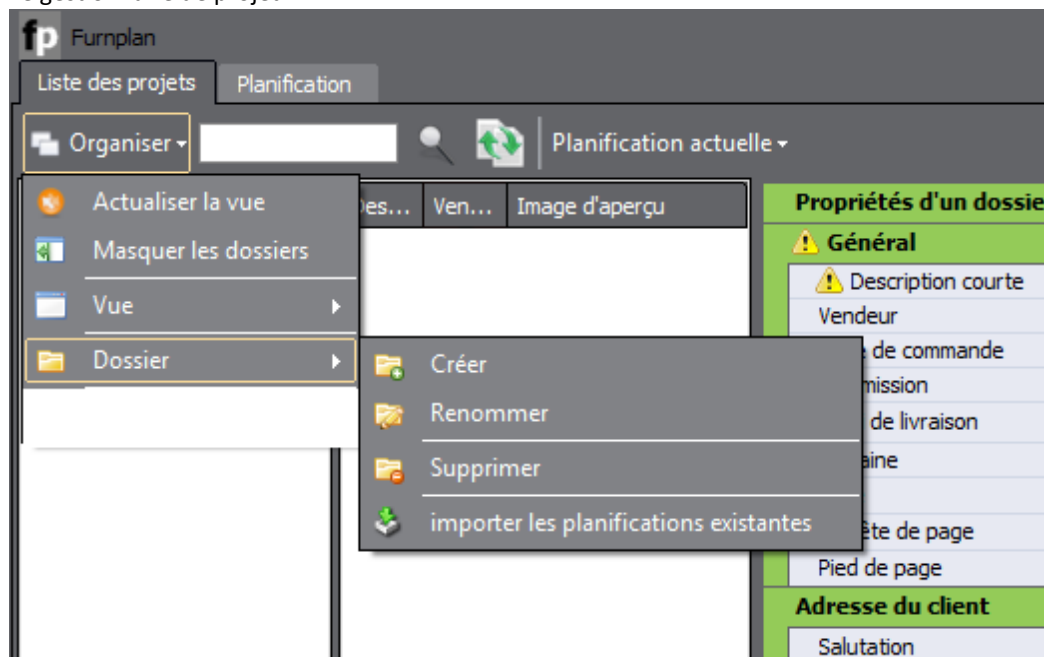 fp Furnplan
Liste des projets Planification
Organiser Planification actuelle
Actualiser la vue
Masquer les dossiers
Vue
Dossier
Créer
Renommer
Supprimer
importer les planifications existantes
Ven... Image d'aperçu
Propriétés d'un
Général
Description courte
Vendeur
de commande
de livraison
de page
Pied de page
Adresse du client
Salutation